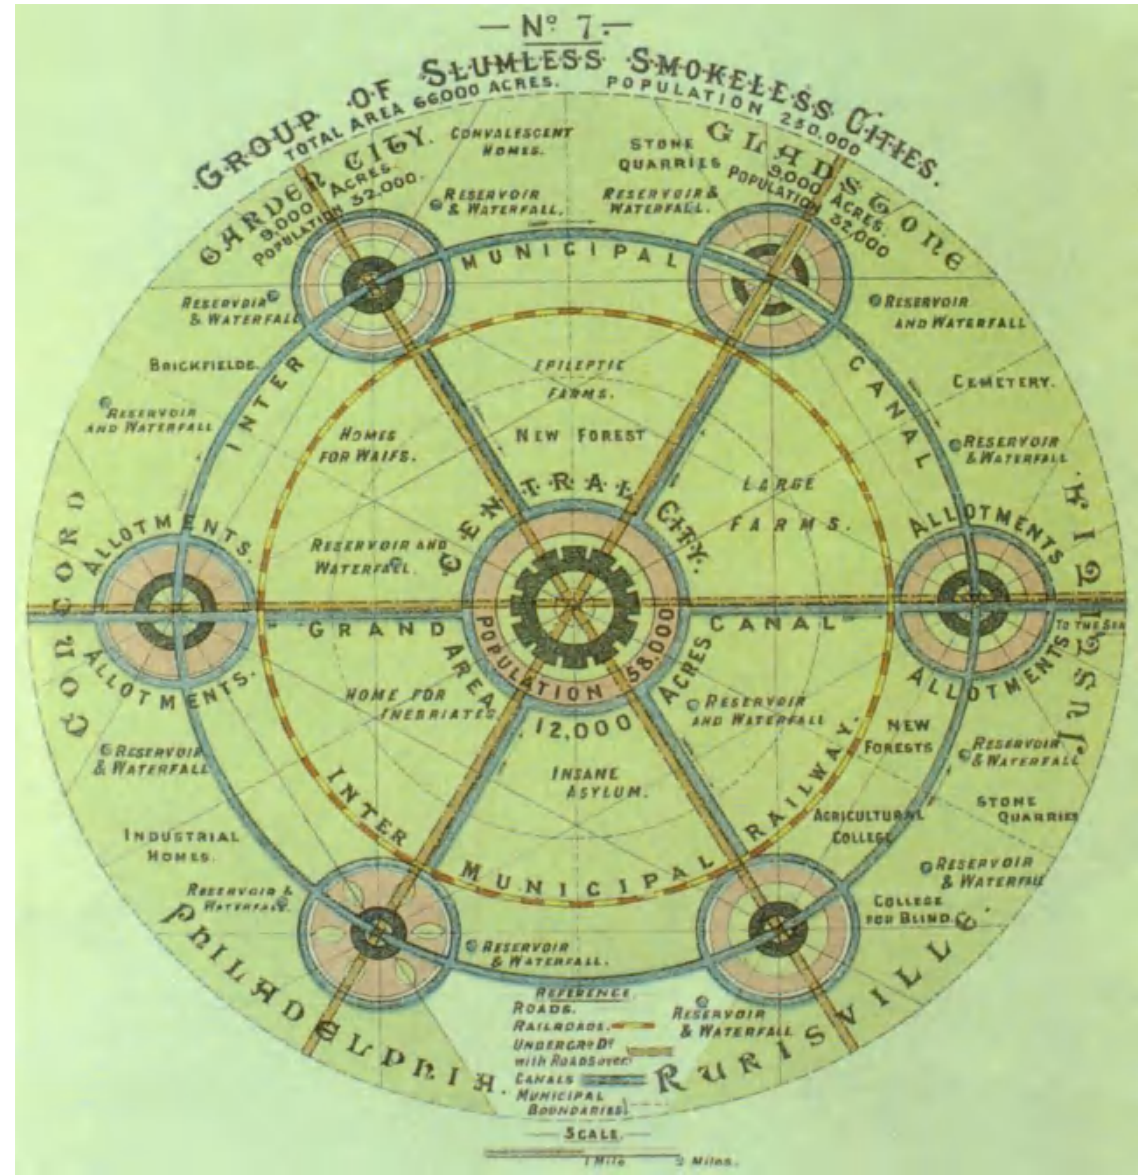 — Nº 7. —
GROUP OF SLUMLESS SMOKELESS CITIES.
TOTAL AREA 66000 ACRES. POPULATION 250.000
GARDEN CITY.
9,000 ACRES.
POPULATION 32,000.
CONVALESCENT
HOMES.
STONE
QUARRIES
GLADSTONE
9,000 ACRES.
POPULATION 32,000
RESERVOIR
& WATERFALL.
RESERVOIR &
WATERFALL.
INTER MUNICIPAL CANAL
RESERVOIR
& WATERFALL
RESERVOIR
AND WATERFALL
BRICKFIELDS.
EPILEPTIC
FARMS.
CEMETERY.
RESERVOIR
AND WATERFALL
HOMES
FOR WAIFS.
NEW FOREST
RESERVOIR
& WATERFALL
LARGE
FARMS.
CENTRAL CITY.
CONCORD
ALLOTMENTS.
RESERVOIR AND
WATERFALL.
ALLOTMENTS
JUSTITIA
GRAND CANAL
TO THE SEA
POPULATION 58,000
AREA 12,000 ACRES
ALLOTMENTS.
ALLOTMENTS
HOME FOR
INEBRIATES
RESERVOIR
AND WATERFALL
NEW
FORESTS
RESERVOIR
& WATERFALL
RESERVOIR
& WATERFALL
INSANE
ASYLUM.
STONE
QUARRIES
INTER MUNICIPAL RAILWAY.
AGRICULTURAL
COLLEGE
INDUSTRIAL
HOMES.
RESERVOIR
& WATERFALL
RESERVOIR &
WATERFALL.
COLLEGE
FOR BLIND.
PHILADELPHIA.
RESERVOIR
& WATERFALL.
RURISVILLE.
RESERVOIR
& WATERFALL
REFERENCE
ROADS.
RAILROADS.
UNDERGRD Dº
with ROADS over
CANALS
MUNICIPAL
BOUNDARIES
— SCALE. —
1 Mile 2 Miles.